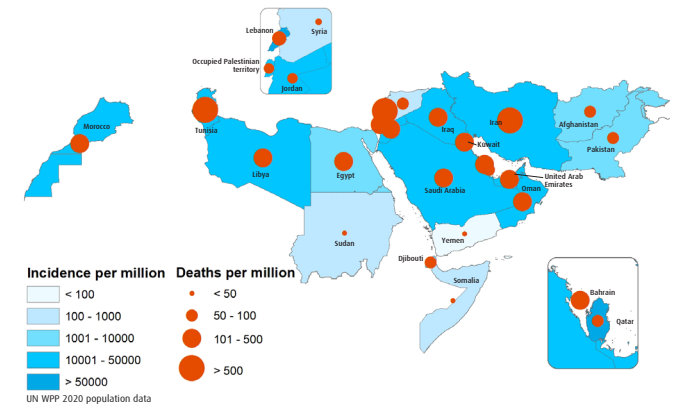 Lebanon
Syria
Occupied Palestinian
territory
Jordan
Morocco
Tunisia
Libya
Egypt
Iraq
Iran
Kuwait
Afghanistan
Pakistan
Saudi Arabia
United Arab
Emirates
Oman
Sudan
Yemen
Djibouti
Somalia
Bahrain
Qatar
Incidence per million
< 100
100 - 1000
1001 - 10000
10001 - 50000
> 50000
Deaths per million
< 50
50 - 100
101 - 500
> 500
UN WPP 2020 population data